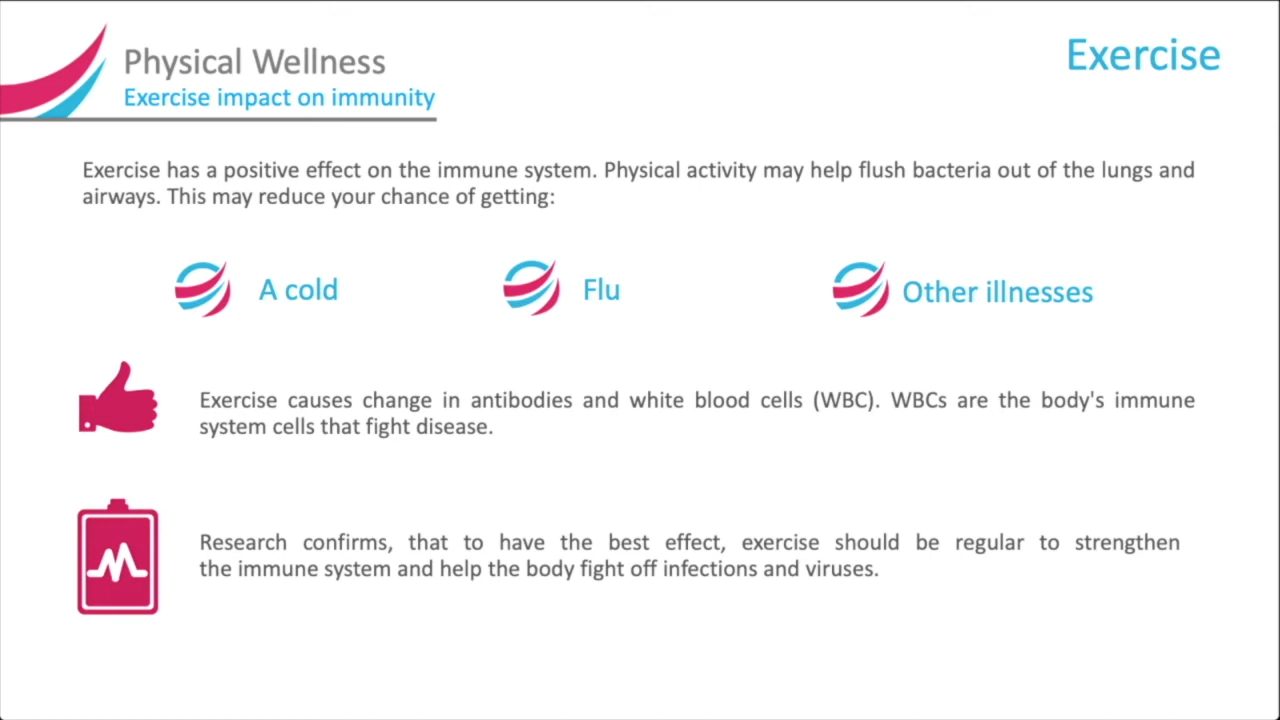 Physical Wellness
Exercise
Exercise impact on immunity
Exercise has a positive effect on the immune system. Physical activity may help flush bacteria out of the lungs and
airways. This may reduce your chance of getting:
A cold
Flu
Other illnesses
Exercise causes change in antibodies and white blood cells (WBC). WBCs are the body's immune
system cells that fight disease.
Research confirms, that to have the best effect, exercise should be regular to strengthen
the immune system and help the body fight off infections and viruses.